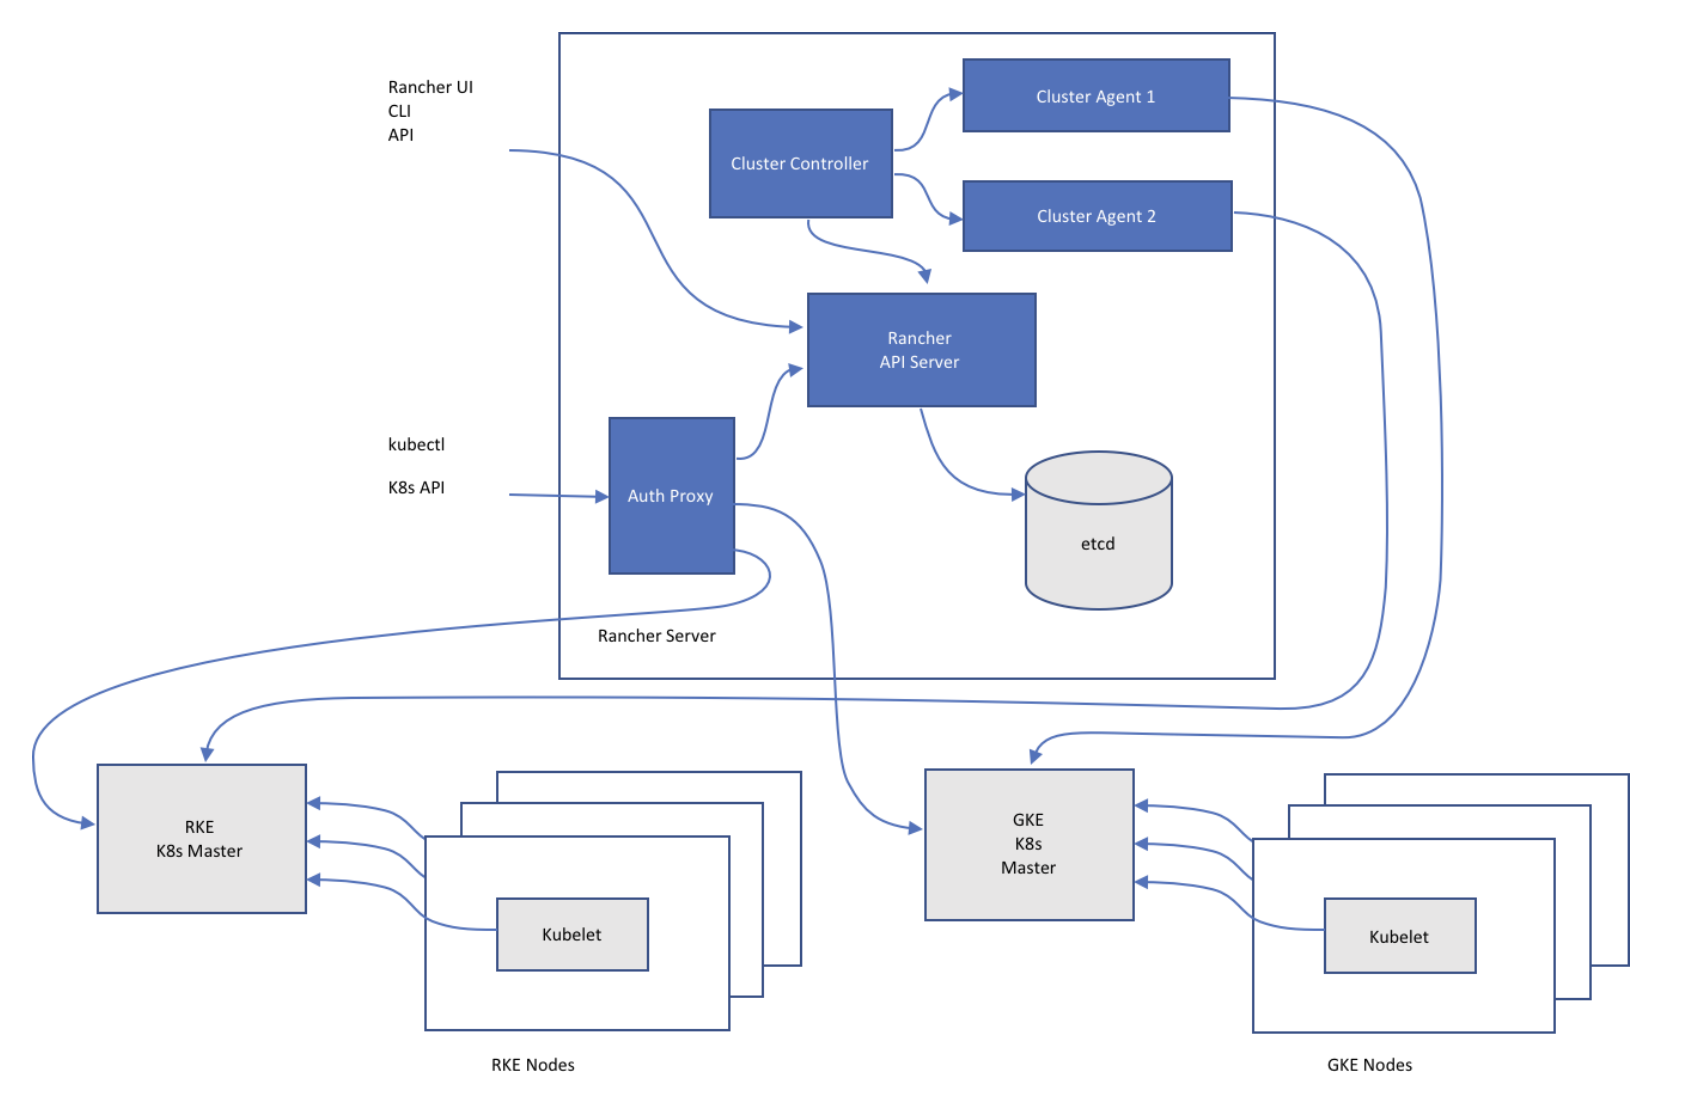 Rancher UI
CLI
API
Cluster Agent 1
Cluster Controller
Cluster Agent 2
Rancher
API Server
kubectl
K8s API
Auth Proxy
etcd
Rancher Server
RKE
K8s Master
Kubelet
RKE Nodes
GKE
K8s
Master
Kubelet
GKE Nodes